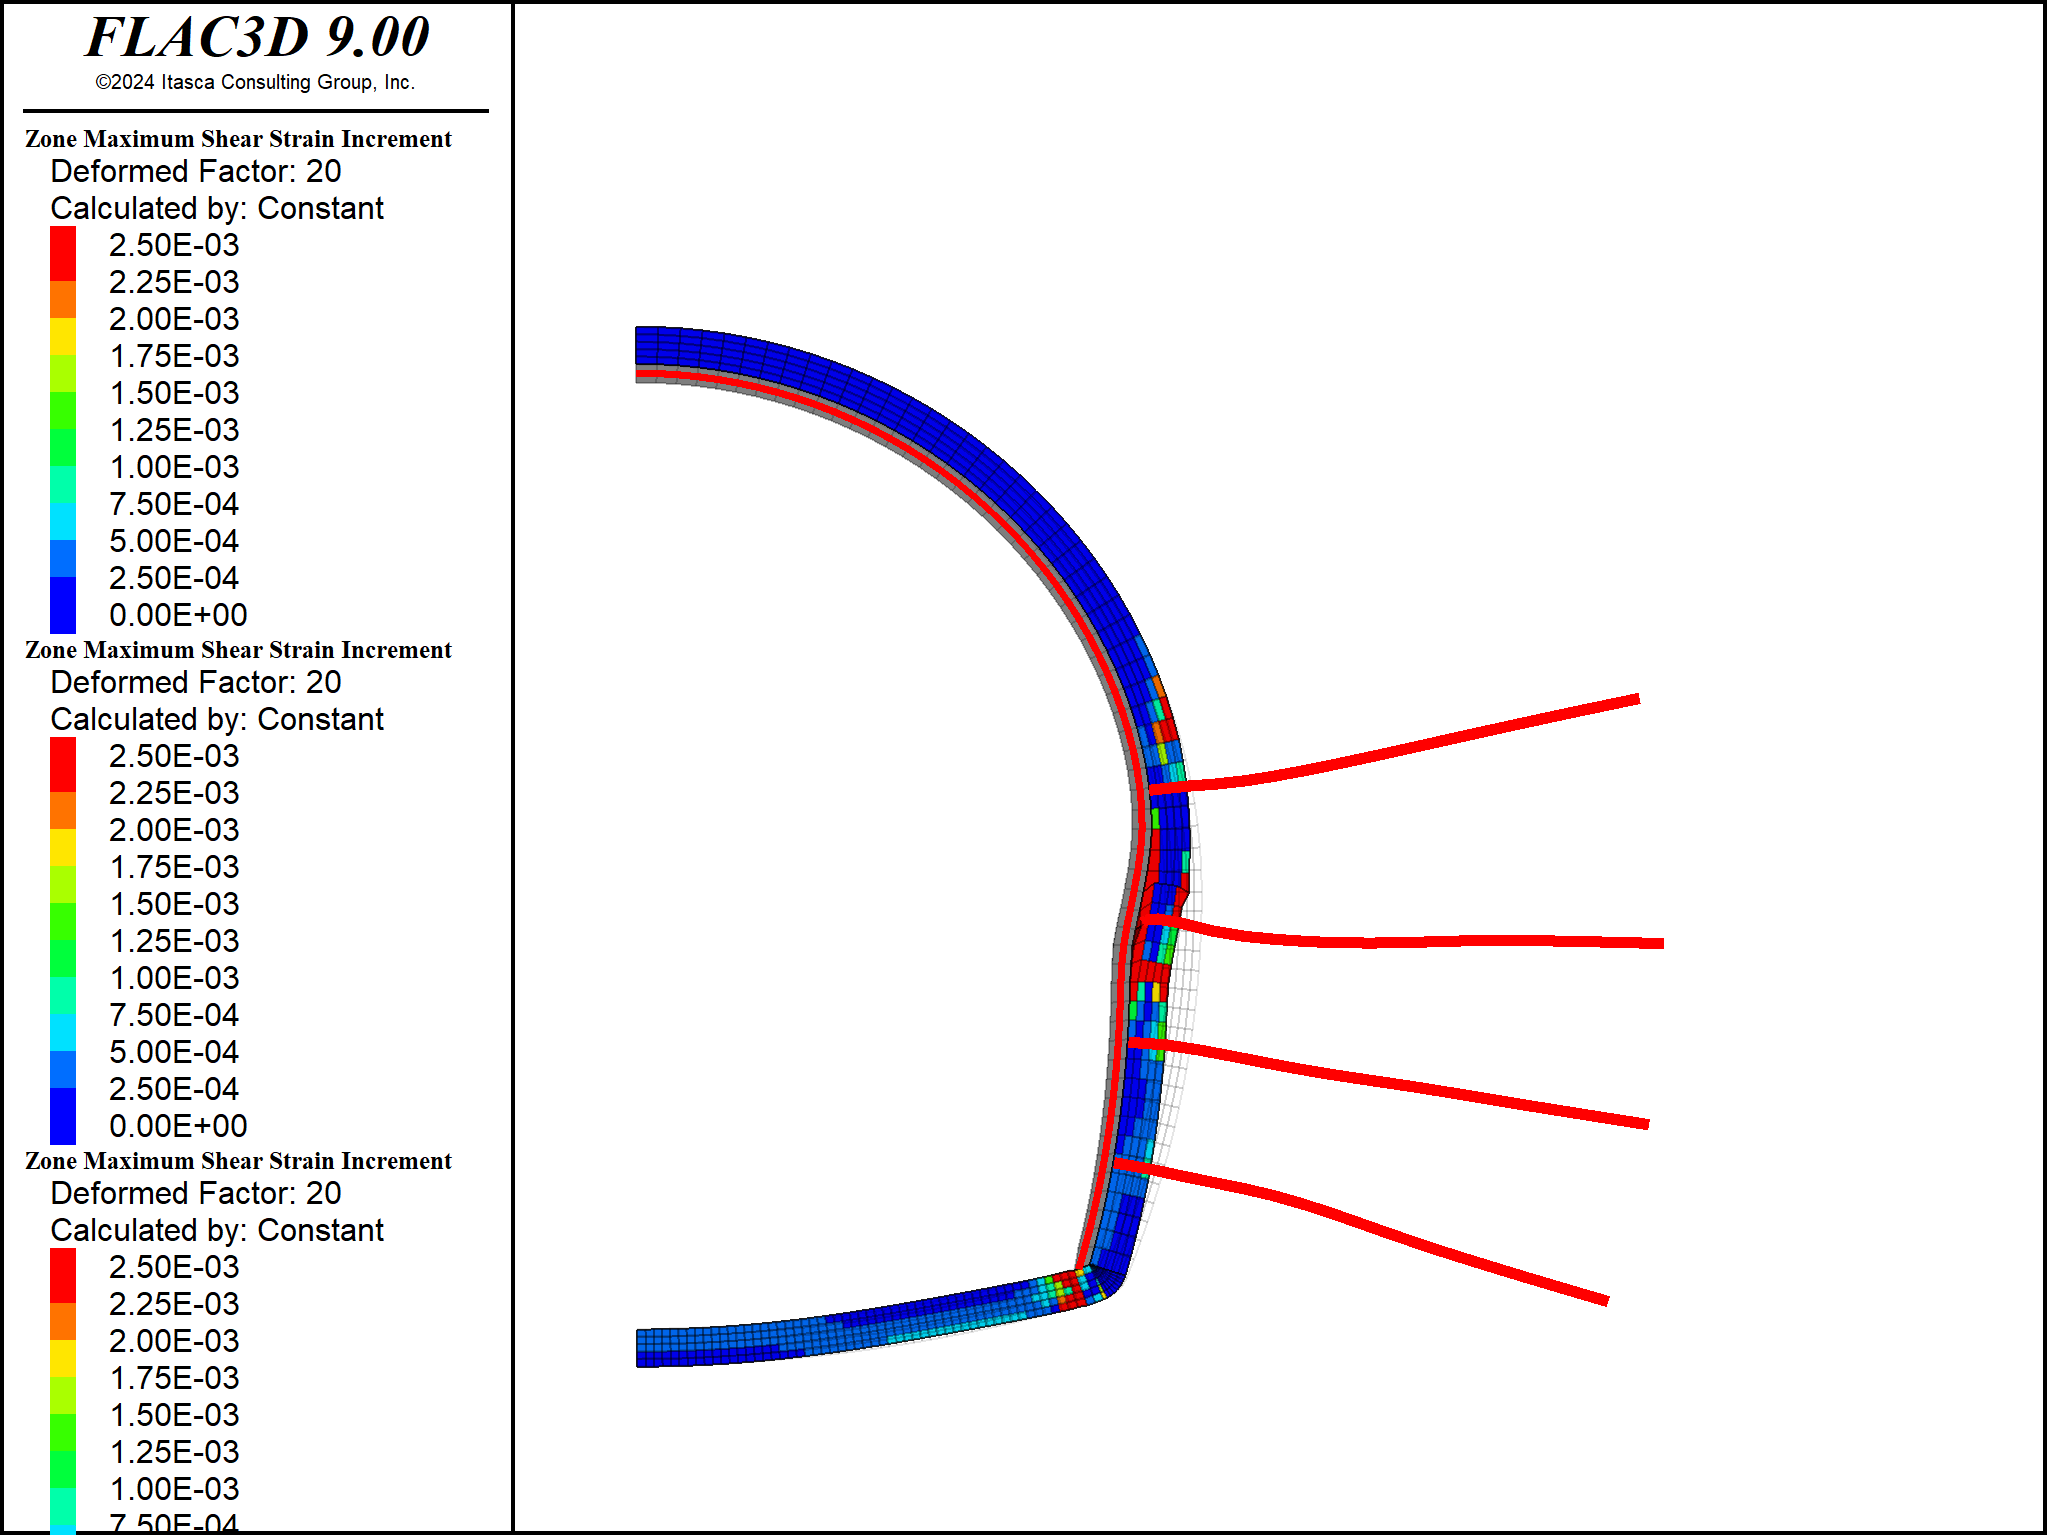 FLAC3D 9.00
©2024 Itasca Consulting Group, Inc.
Zone Maximum Shear Strain Increment
Deformed Factor: 20
Calculated by: Constant
2.50E-03
2.25E-03
2.00E-03
1.75E-03
1.50E-03
1.25E-03
1.00E-03
7.50E-04
5.00E-04
2.50E-04
0.00E+00
Zone Maximum Shear Strain Increment
Deformed Factor: 20
Calculated by: Constant
2.50E-03
2.25E-03
2.00E-03
1.75E-03
1.50E-03
1.25E-03
1.00E-03
7.50E-04
5.00E-04
2.50E-04
0.00E+00
Zone Maximum Shear Strain Increment
Deformed Factor: 20
Calculated by: Constant
2.50E-03
2.25E-03
2.00E-03
1.75E-03
1.50E-03
1.25E-03
1.00E-03
7.50E-04